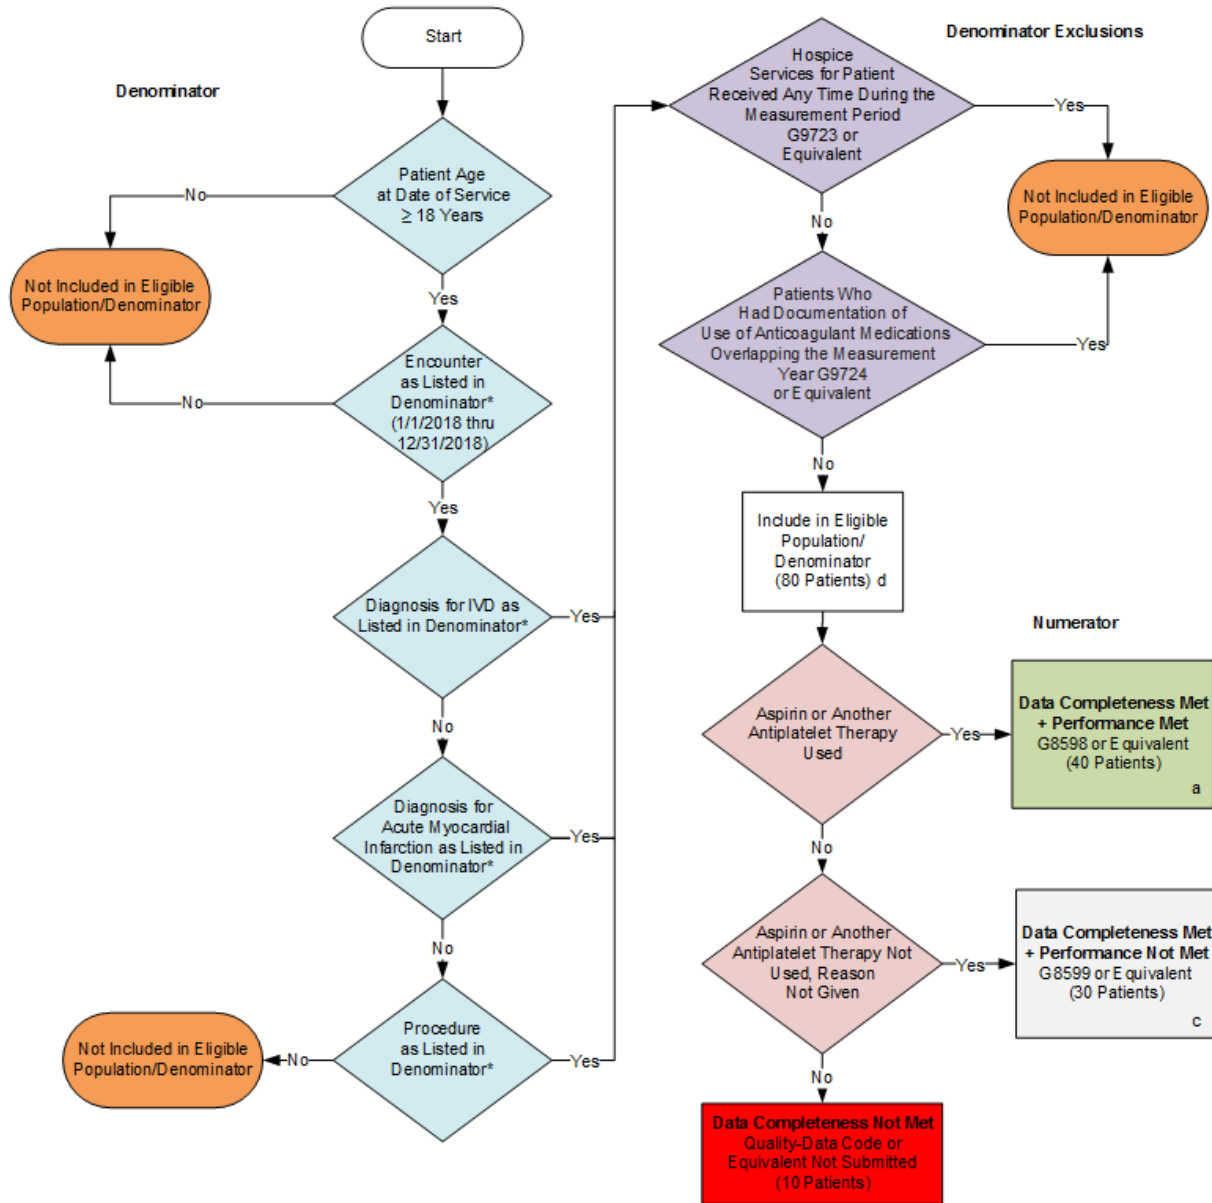 Start
Denominator
Patient Age
at Date of Service
≥ 18 Years
No
Not Included in Eligible
Population/Denominator
Yes
Encounter
as Listed in
Denominator*
(1/1/2018 thru
12/31/2018)
No
Yes
Diagnosis for IVD as
Listed in Denominator*
Yes
No
Diagnosis for
Acute Myocardial
Infarction as Listed in
Denominator*
Yes
No
Procedure
as Listed in
Denominator*
Yes
No
Not Included in Eligible
Population/Denominator
Denominator Exclusions
Hospice
Services for Patient
Received Any Time During the
Measurement Period
G9723 or
Equivalent
Yes
Not Included in Eligible
Population/Denominator
No
Patients Who
Had Documentation of
Use of Anticoagulant Medications
Overlapping the Measurement
Year G9724
or Equivalent
Yes
No
Include in Eligible
Population/
Denominator
(80 Patients) d
Numerator
Aspirin or Another
Antiplatelet Therapy
Used
Yes
Data Completeness Met
+ Performance Met
G8598 or Equivalent
(40 Patients)
a
No
Aspirin or Another
Antiplatelet Therapy Not
Used, Reason
Not Given
Yes
Data Completeness Met
+ Performance Not Met
G8599 or Equivalent
(30 Patients)
c
No
Data Completeness Not Met
Quality-Data Code or
Equivalent Not Submitted
(10 Patients)